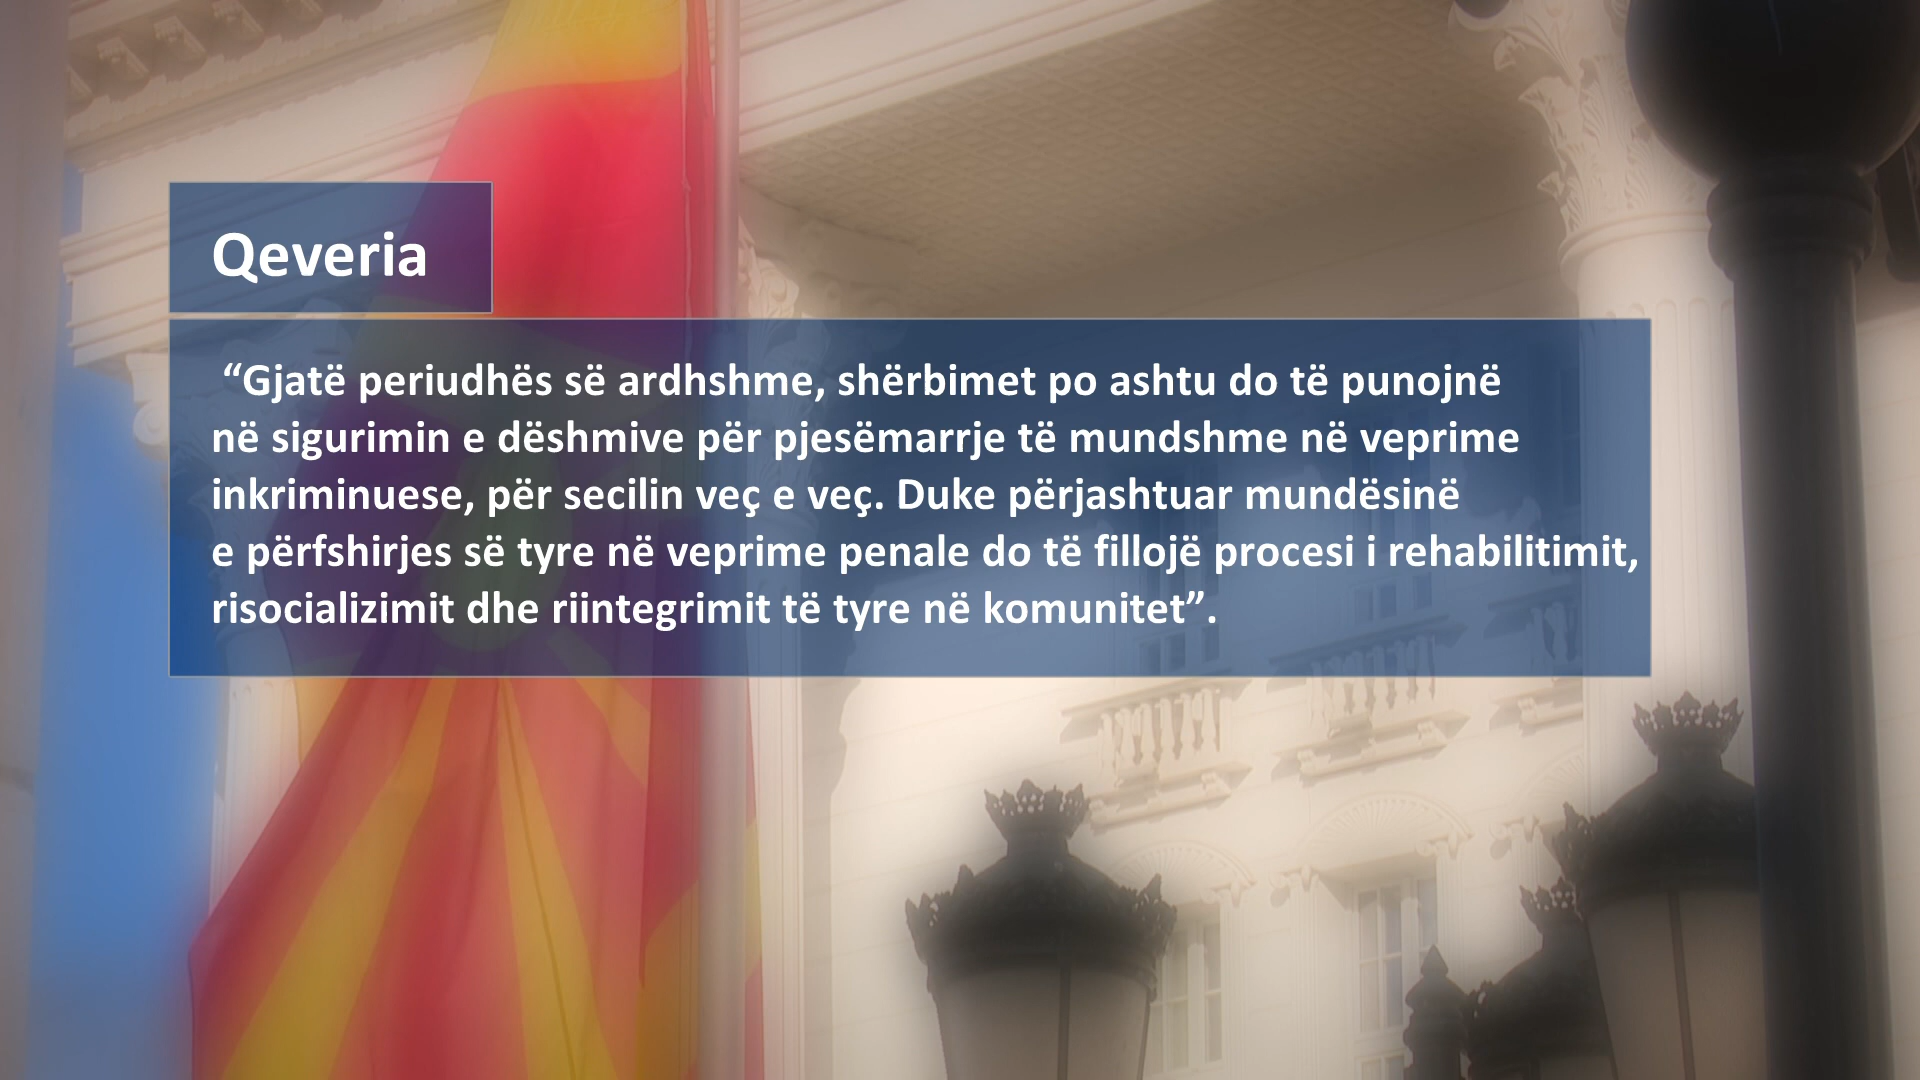 Qeveria
“Gjatë periudhës së ardhshme, shërbimet po ashtu do të punojnë
në sigurimin e dëshmive për pjesëmarrje të mundshme në veprime
inkriminuese, për secilin veç e veç. Duke përjashtuar mundësinë
e përfshirjes së tyre në veprime penale do të fillojë procesi i rehabilitimit,
risocializimit dhe riintegrimit të tyre në komunitet”.